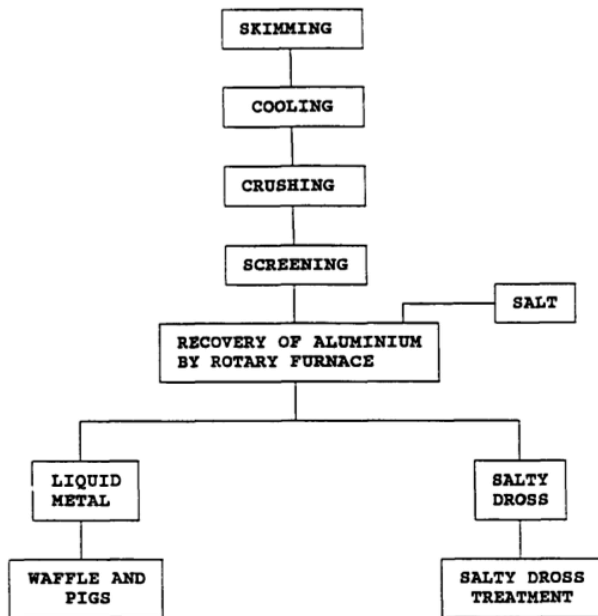 SKIMMING
COOLING
CRUSHING
SCREENING
SALT
RECOVERY OF ALUMINIUM
BY ROTARY FURNACE
LIQUID
METAL
SALTY
DROSS
WAFFLE AND
PIGS
SALTY DROSS
TREATMENT